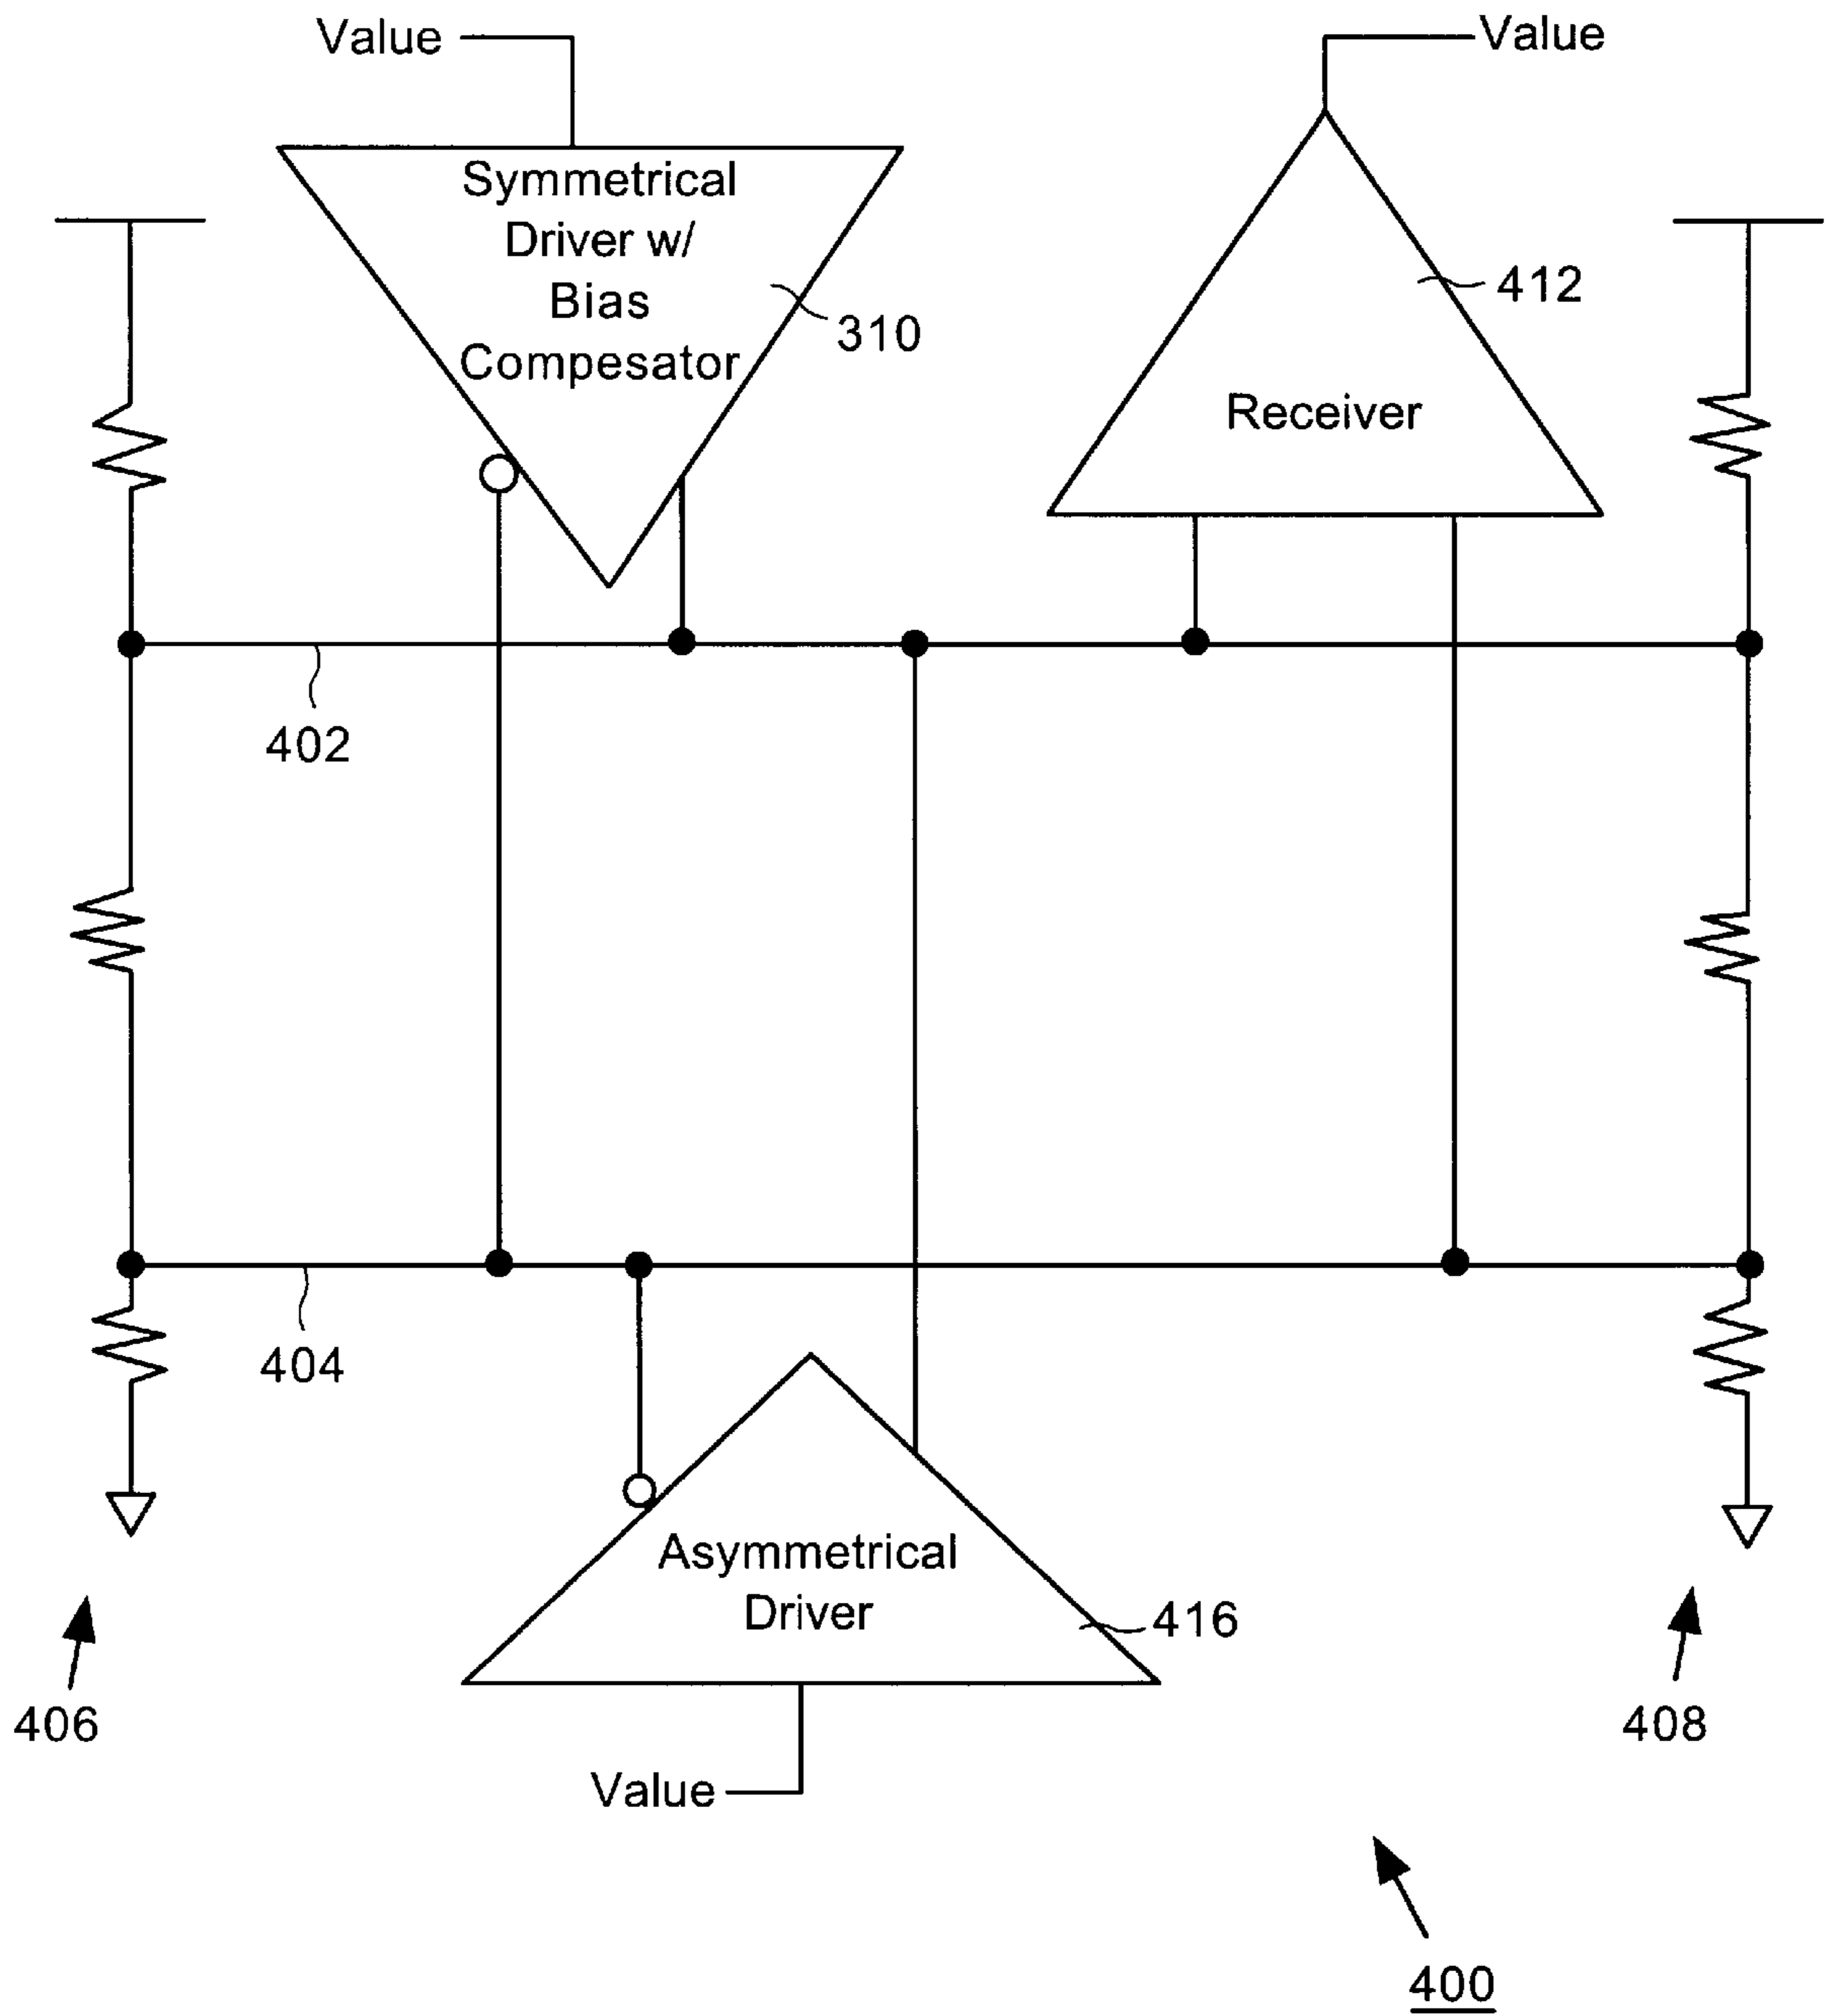 Value
Value
Symmetrical
Driver w/
Bias
Compesator
310
412
Receiver
402
404
Asymmetrical
Driver
416
406
408
Value
400